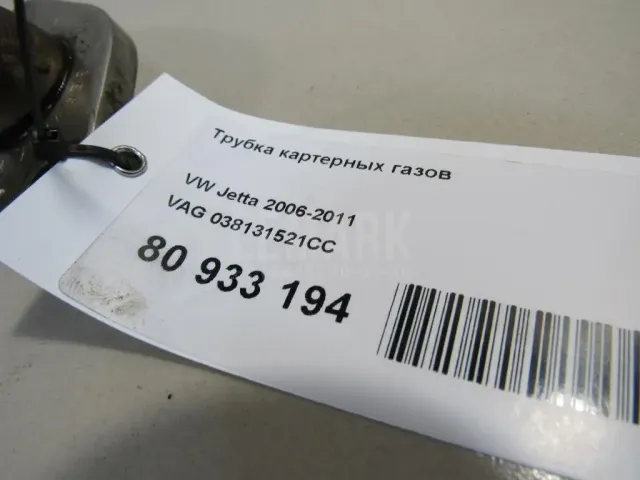 Трубка картерных газов
VW Jetta 2006-2011
VAG 038131521CC
80 933 194